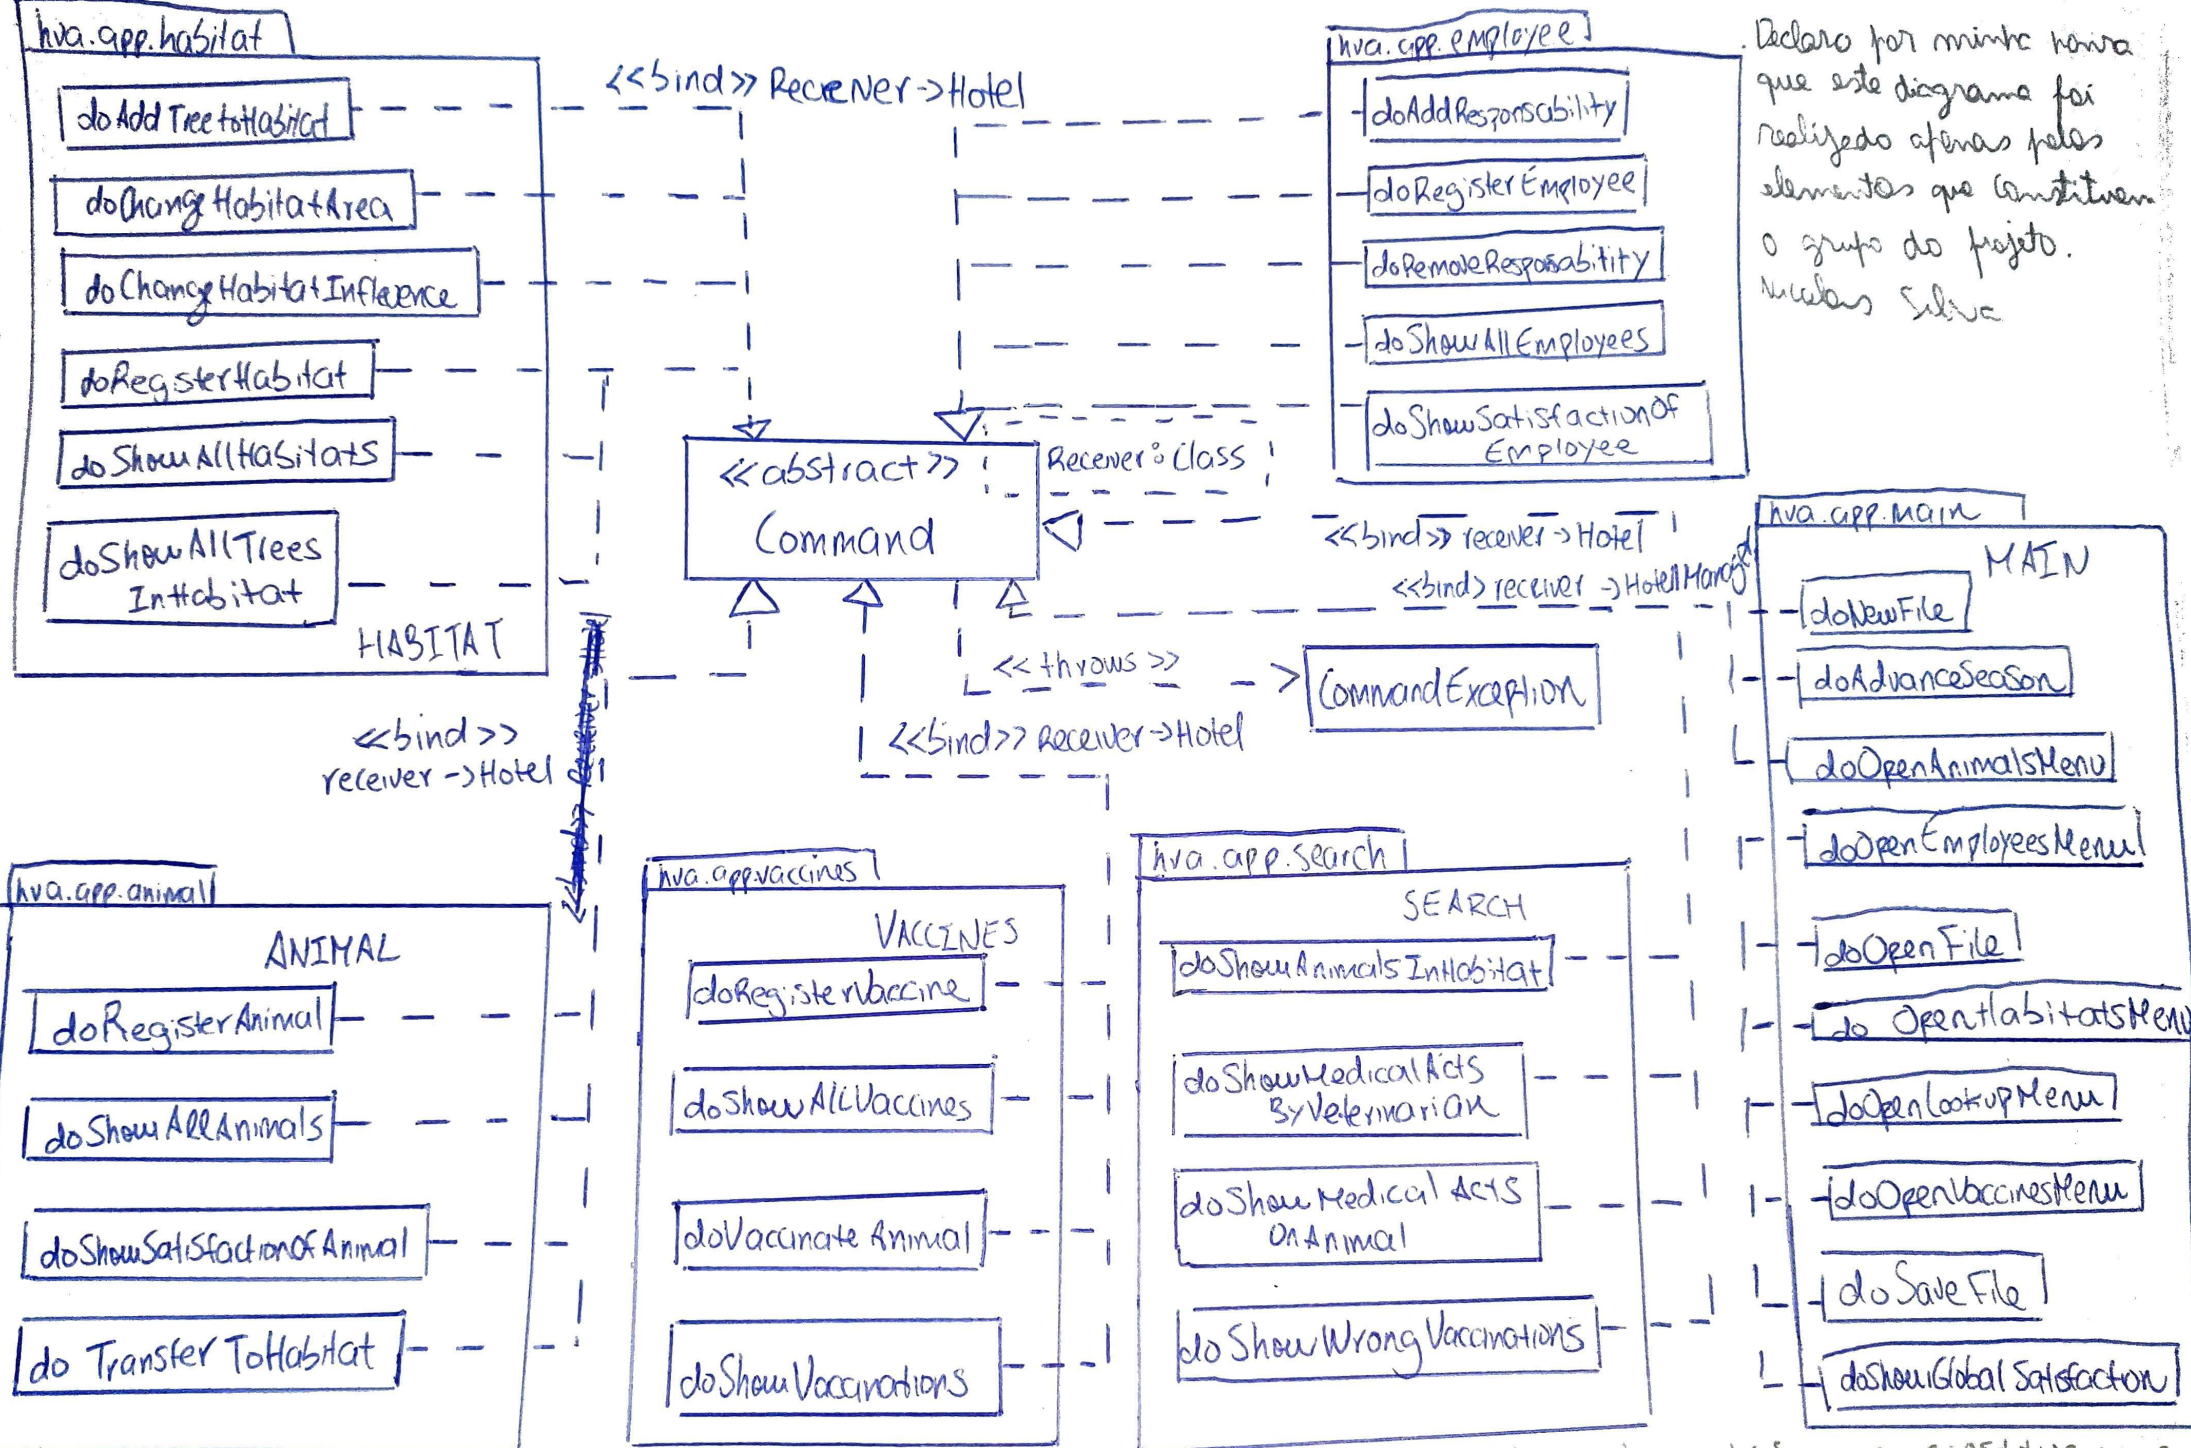 hva.app.habitat
doAddTreetoHabitat
doChangeHabitatArea
doChangeHabitatInfluence
doRegisterHabitat
doShowAllHabitats
doShowAllTrees
InHabitat
HABITAT
<<bind>> Receiver->Hotel
hva.app.employee
doAddResponsability
doRegisterEmployee
doRemoveResponsability
doShowAllEmployees
doShowSatisfactionOf
Employee
Declaro por minha honra
que este diagrama foi
realizado apenas pelos
elementos que constituem
o grupo do projeto.
Nicolau Silva
<<abstract>>
Command
Receiver:Class
<<bind>> receiver->Hotel
<<bind> receiver ->HotelManager
<<throws>>
CommandException
<<bind>> Receiver->Hotel
<<bind>>
receiver->Hotel
hva.app.main
MAIN
doNewFile
doAdvanceSeason
doOpenAnimalsMenu
doOpenEmployeesMenu
doOpenFile
do OpenHabitatsMenu
doOpenLookupMenu
doOpenVaccinesMenu
doSaveFile
doShowGlobalSatisfaction
hva.app.animal
ANIMAL
doRegisterAnimal
doShowAllAnimals
doShowSatisfactionOfAnimal
do TransferToHabitat
hva.app.vaccines
VACCINES
doRegisterVaccine
doShowAllVaccines
doVaccinate Animal
doShowVaccinations
hva.app.search
SEARCH
doShowAnimalsInHabitat
doShowMedicalActs
ByVeterinarian
doShowMedicalActs
OnAnimal
doShowWrongVaccinations